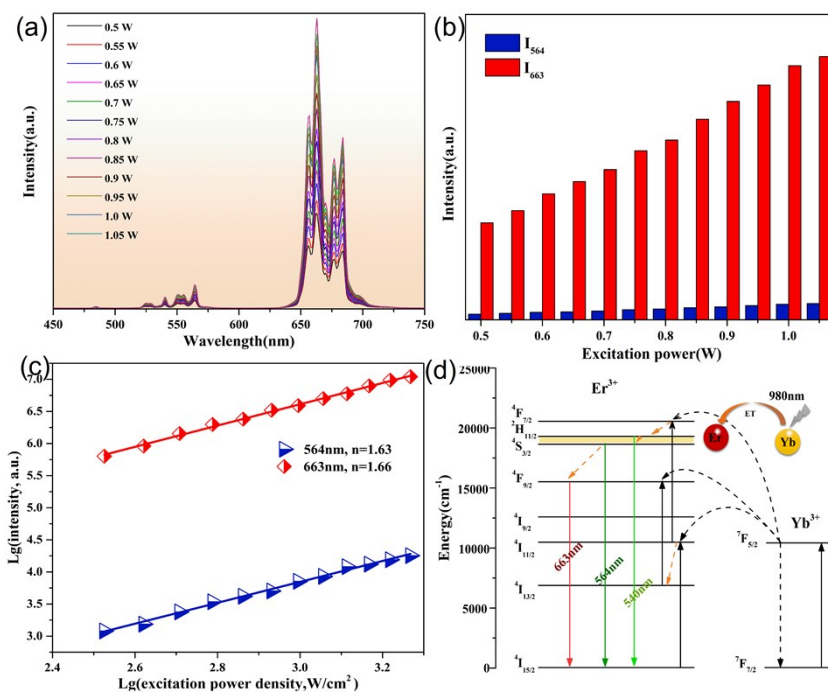 (a)
0.5 W
0.55 W
0.6 W
0.65 W
0.7 W
0.75 W
0.8 W
0.85 W
0.9 W
0.95 W
1.0 W
1.05 W
Intensity(a.u.)
450 500 550 600 650 700 750
Wavelength(nm)
(b)
I564
I663
Intensity(a.u.)
0.5 0.6 0.7 0.8 0.9 1.0
Excitation power(W)
(c)
7.0
6.5
6.0
5.5
5.0
4.5
4.0
3.5
3.0
564nm, n=1.63
663nm, n=1.66
Lg(intensity, a.u.)
2.4 2.6 2.8 3.0 3.2
Lg(excitation power density,W/cm²)
(d)
25000
20000
15000
10000
5000
0
Energy(cm⁻¹)
Er³⁺
⁴F7/2
²H11/2
⁴S3/2
⁴F9/2
⁴I9/2
⁴I11/2
⁴I13/2
⁴I15/2
663nm
564nm
540nm
980nm
ET
Er
Yb
Yb³⁺
⁷F5/2
⁷F7/2